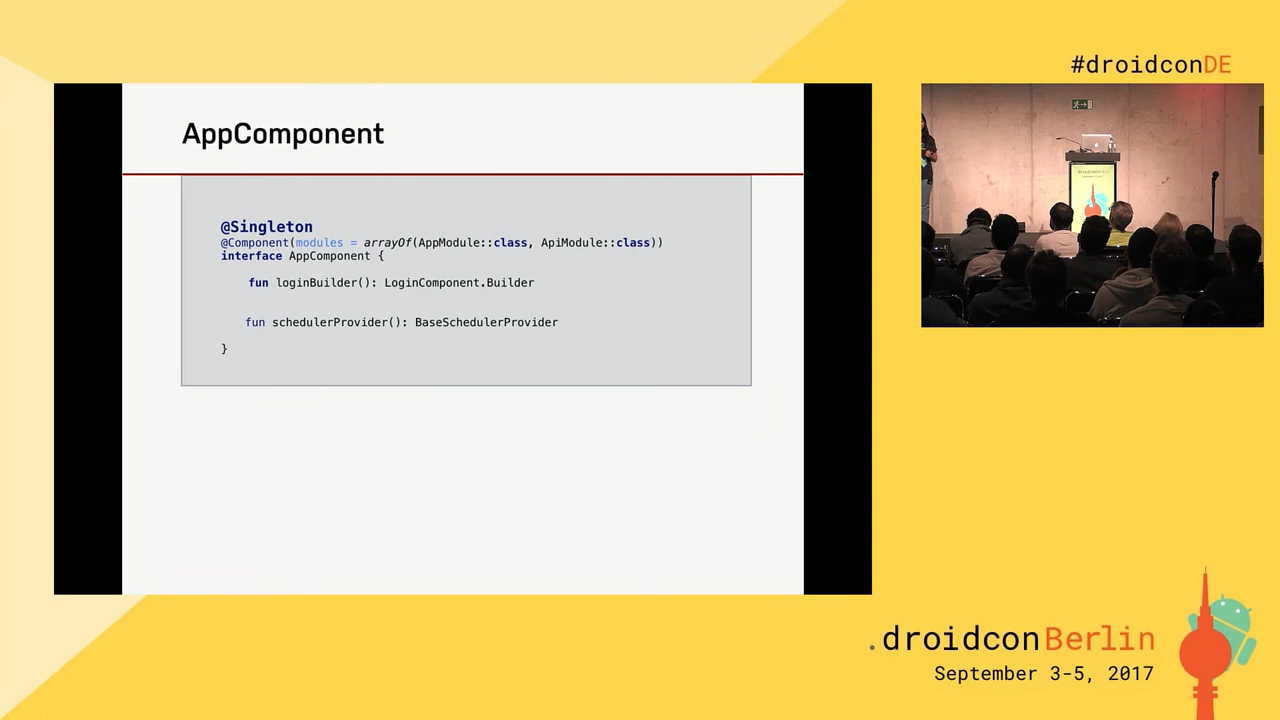 #droidconDE
AppComponent
@Singleton
@Component(modules = arrayOf(AppModule::class, ApiModule::class))
interface AppComponent {
fun loginBuilder(): LoginComponent.Builder
fun schedulerProvider(): BaseSchedulerProvider
}
.droidconBerlin
September 3-5, 2017